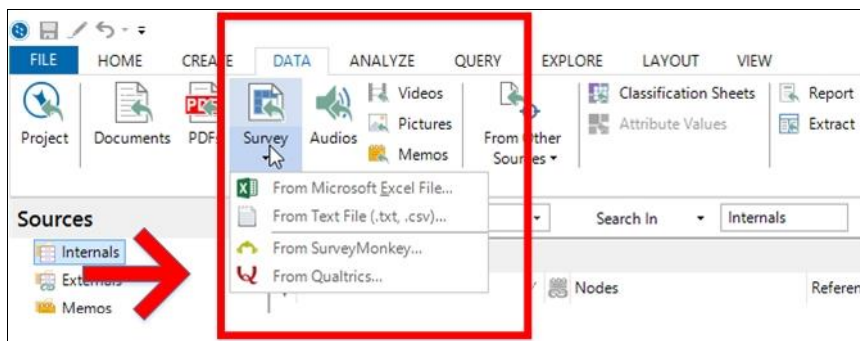 FILE HOME CREATE DATA ANALYZE QUERY EXPLORE LAYOUT VIEW
Project Documents PDFs Survey Audios Videos Pictures Memos From Other Sources Classification Sheets Attribute Values Report Extract
From Microsoft Excel File...
From Text File (.txt, .csv)...
From SurveyMonkey...
From Qualtrics...
Sources
Search In Internals
Internals
Externals
Memos
Nodes